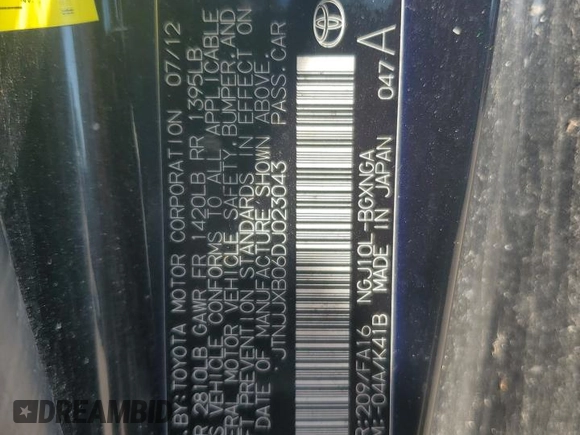 . BY: TOYOTA MOTOR CORPORATION 07/12
R 2810LB GAWR FR 1420LB RR 1395LB
S VEHICLE CONFORMS TO ALL APPLICABLE
ERAL MOTOR VEHICLE SAFETY, BUMPER, AND
FT PREVENTION STANDARDS IN EFFECT ON
DATE OF MANUFACTURE SHOWN ABOVE.
JTNJJXB06DJ023043 PASS.CAR
R:209/FA16 NGJ10L-BGXNGA
M:-04A/K41B MADE IN JAPAN 047 A
TOYOTA
DREAMBID